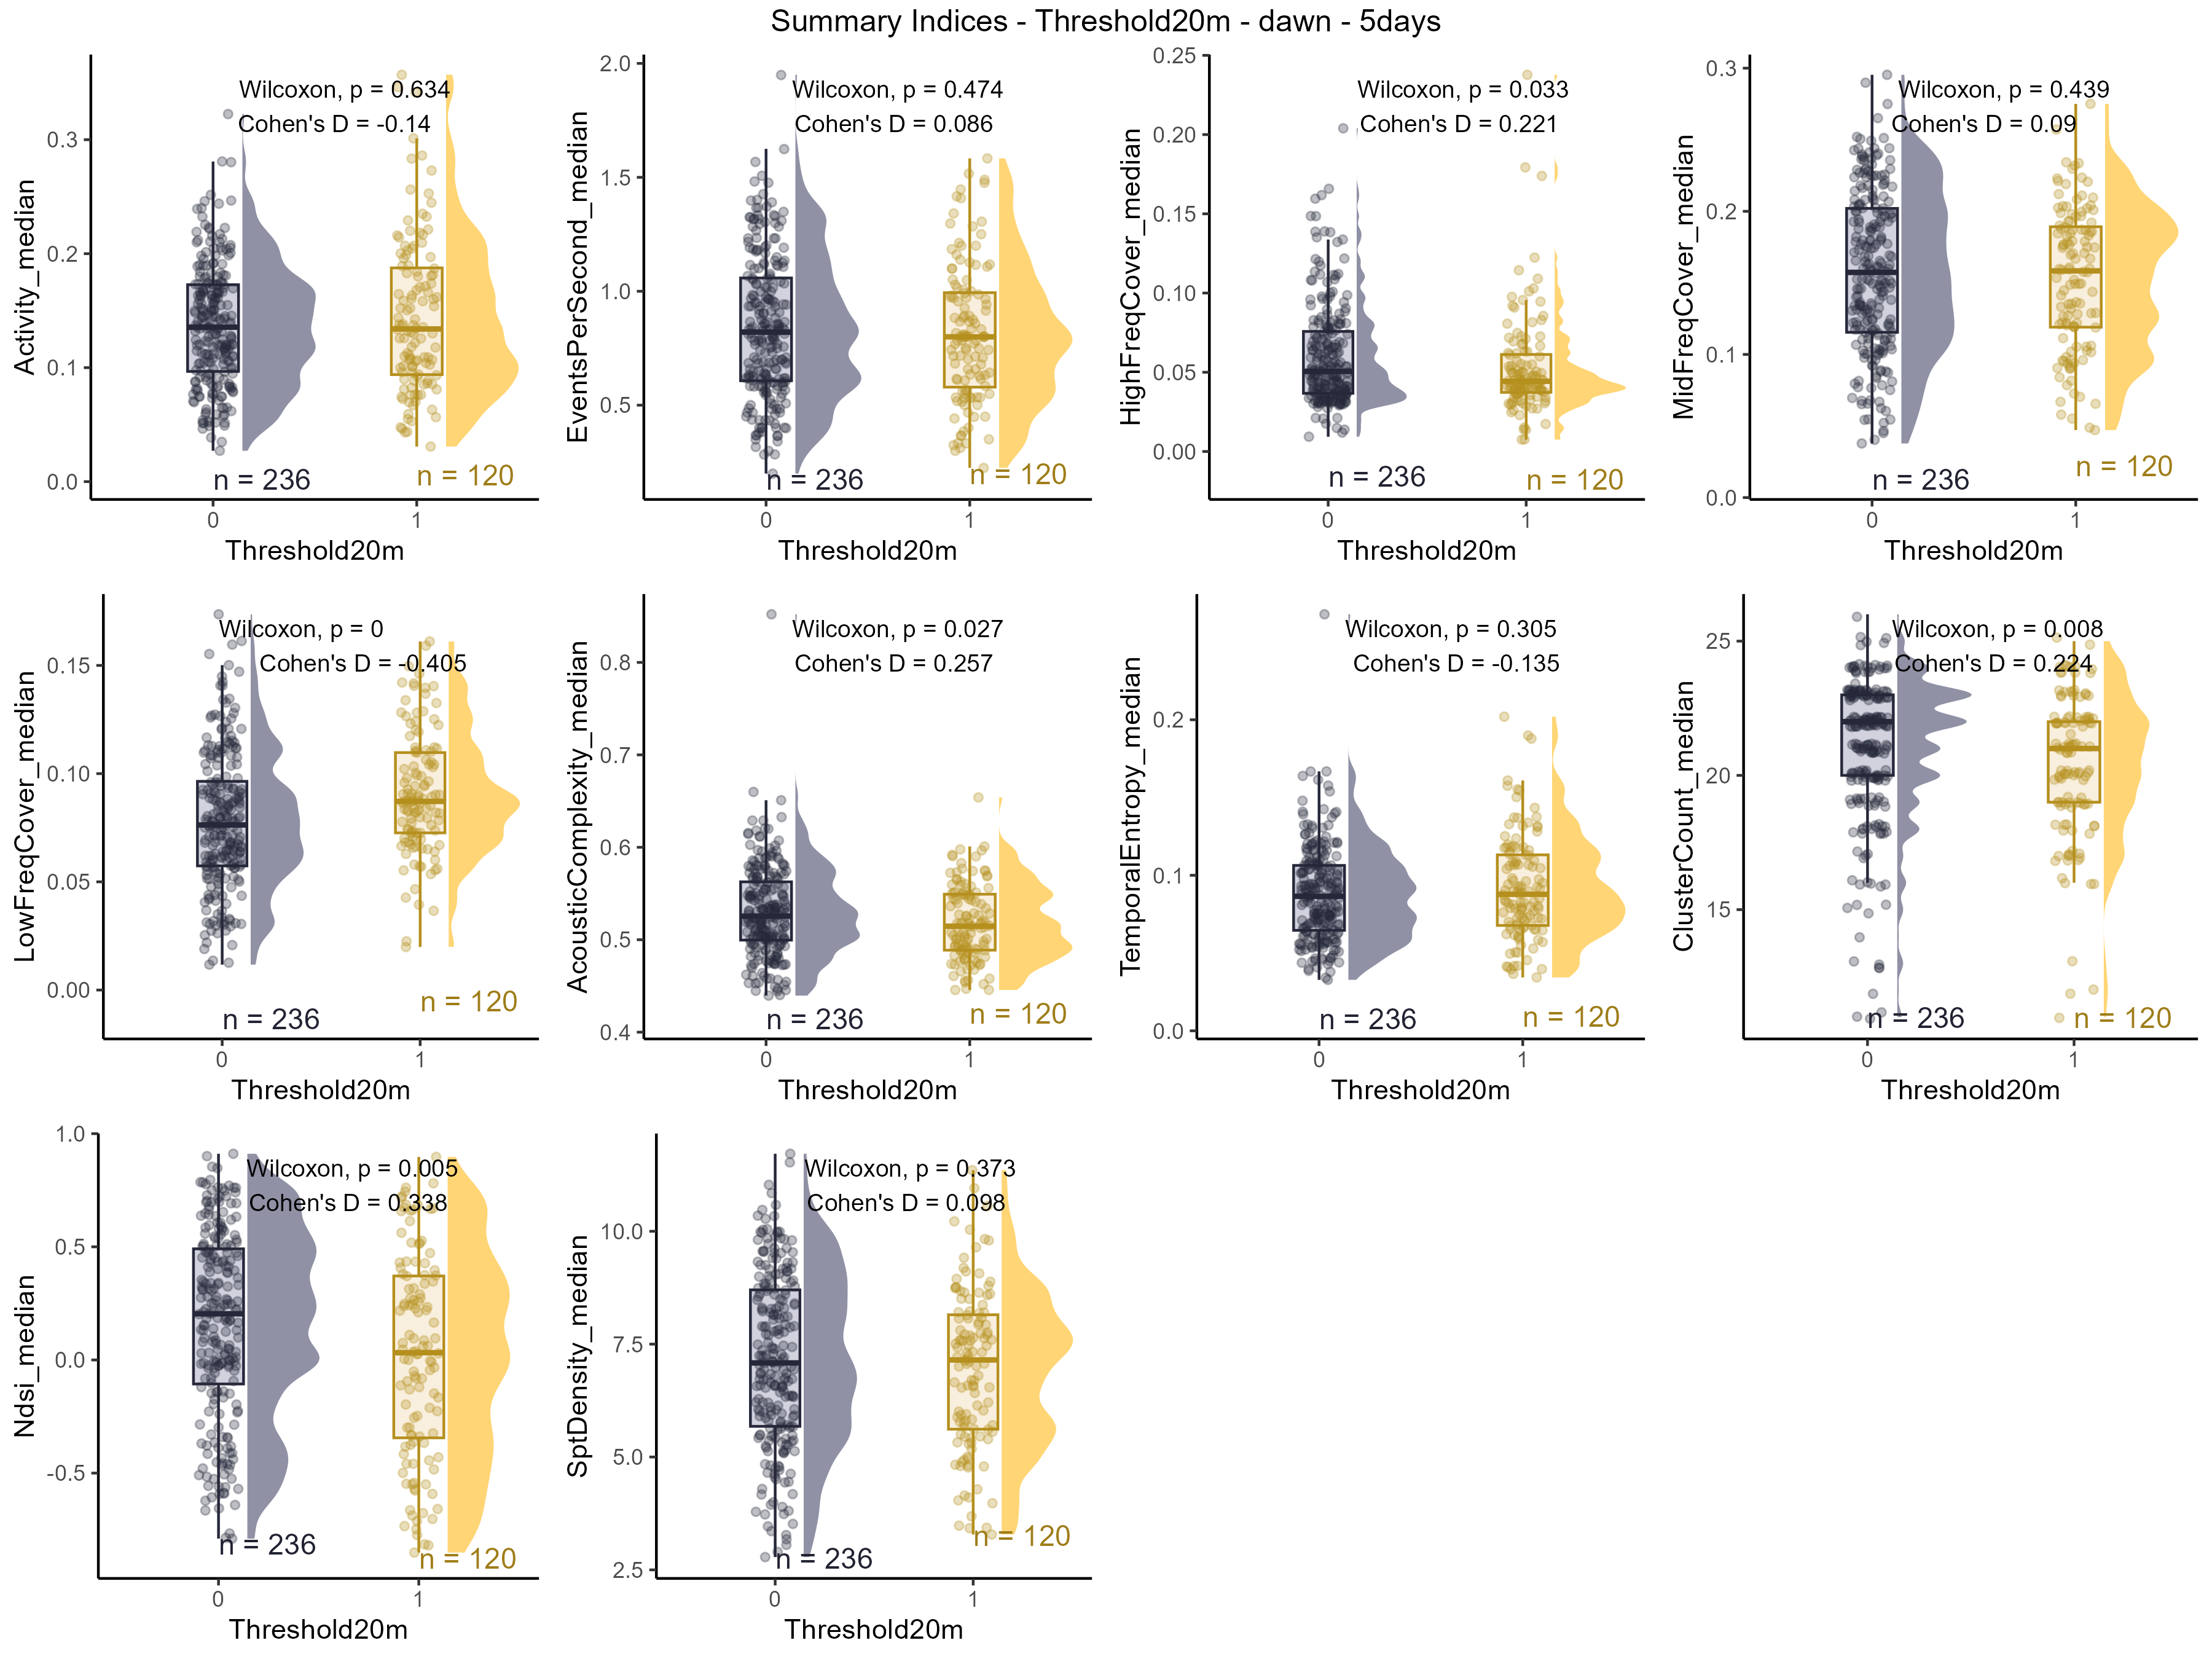 Summary Indices - Threshold20m - dawn - 5days
Activity_median
0.3
0.2
0.1
0.0
Wilcoxon, p = 0.634
Cohen's D = -0.14
n = 236
n = 120
0
1
Threshold20m
EventsPerSecond_median
2.0
1.5
1.0
0.5
Wilcoxon, p = 0.474
Cohen's D = 0.086
n = 236
n = 120
0
1
Threshold20m
HighFreqCover_median
0.25
0.20
0.15
0.10
0.05
0.00
Wilcoxon, p = 0.033
Cohen's D = 0.221
n = 236
n = 120
0
1
Threshold20m
MidFreqCover_median
0.3
0.2
0.1
0.0
Wilcoxon, p = 0.439
Cohen's D = 0.09
n = 236
n = 120
0
1
Threshold20m
LowFreqCover_median
0.15
0.10
0.05
0.00
Wilcoxon, p = 0
Cohen's D = -0.405
n = 236
n = 120
0
1
Threshold20m
AcousticComplexity_median
0.8
0.7
0.6
0.5
0.4
Wilcoxon, p = 0.027
Cohen's D = 0.257
n = 236
n = 120
0
1
Threshold20m
TemporalEntropy_median
0.2
0.1
0.0
Wilcoxon, p = 0.305
Cohen's D = -0.135
n = 236
n = 120
0
1
Threshold20m
ClusterCount_median
25
20
15
Wilcoxon, p = 0.008
Cohen's D = 0.224
n = 236
n = 120
0
1
Threshold20m
Ndsi_median
1.0
0.5
0.0
-0.5
Wilcoxon, p = 0.005
Cohen's D = 0.338
n = 236
n = 120
0
1
Threshold20m
SptDensity_median
10.0
7.5
5.0
2.5
Wilcoxon, p = 0.373
Cohen's D = 0.098
n = 236
n = 120
0
1
Threshold20m